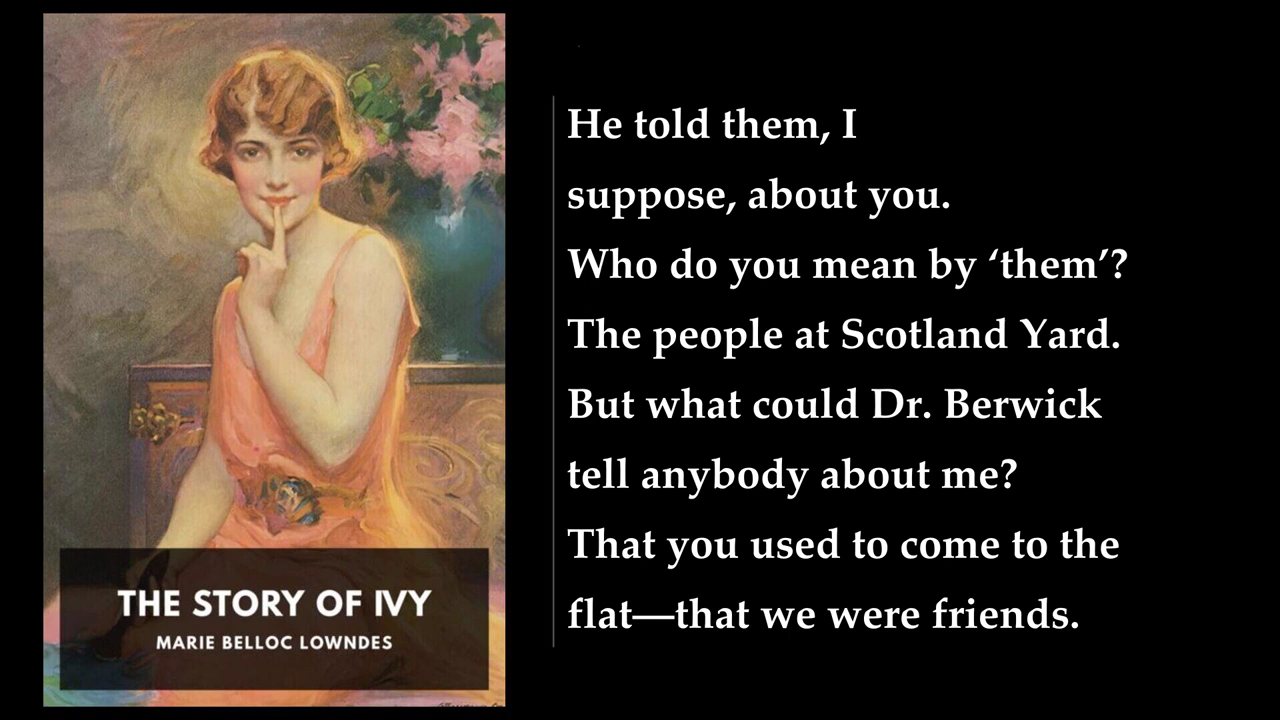 THE STORY OF IVY
MARIE BELLOC LOWNDES
He told them, I
suppose, about you.
Who do you mean by ‘them’?
The people at Scotland Yard.
But what could Dr. Berwick
tell anybody about me?
That you used to come to the
flat—that we were friends.